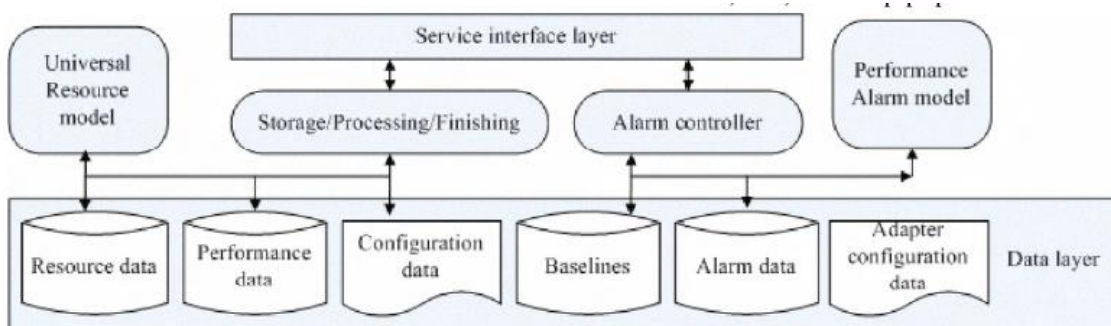 Service interface layer
Universal
Resource
model
Performance
Alarm model
Storage/Processing/Finishing
Alarm controller
Resource data
Performance
data
Configuration
data
Baselines
Alarm data
Adapter
configuration
data
Data layer